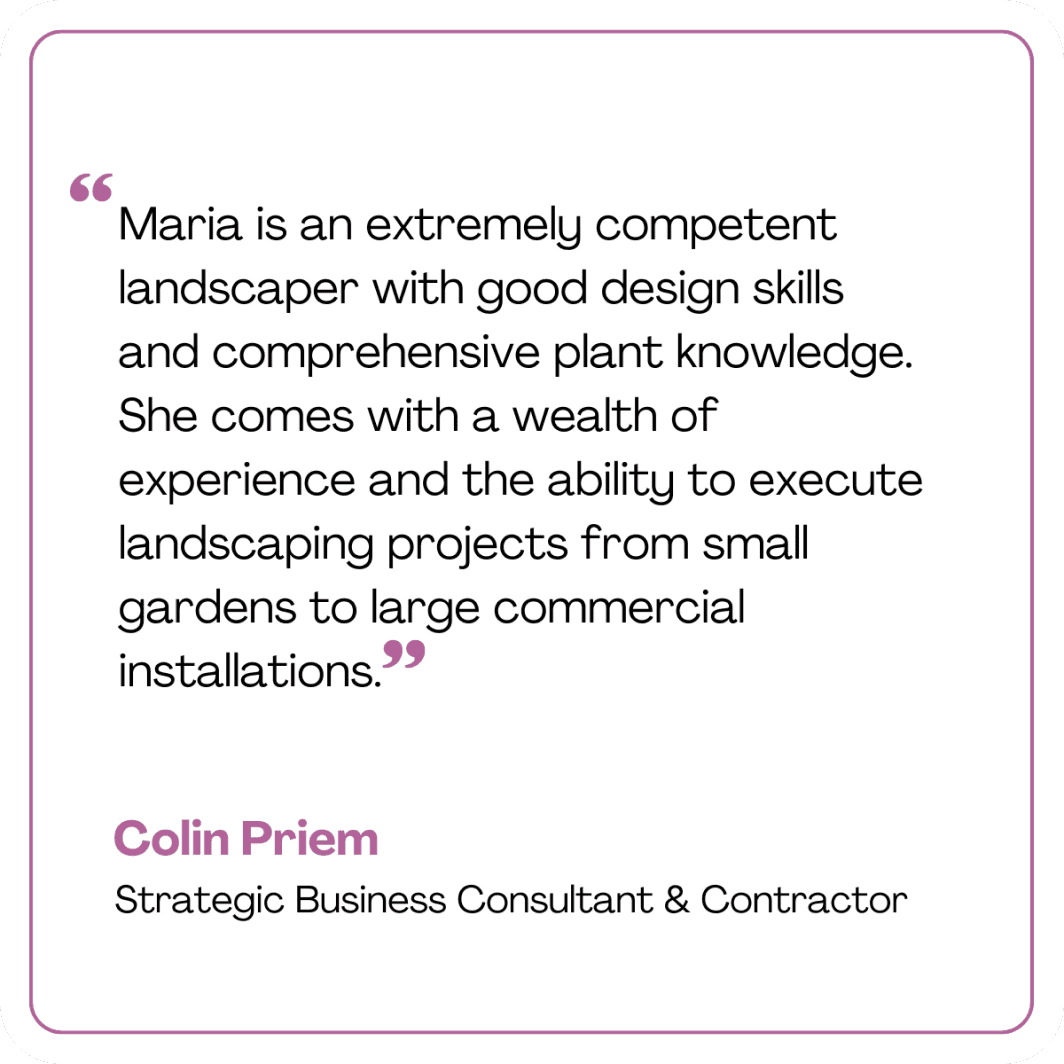 “Maria is an extremely competent
landscaper with good design skills
and comprehensive plant knowledge.
She comes with a wealth of
experience and the ability to execute
landscaping projects from small
gardens to large commercial
installations.”
Colin Priem
Strategic Business Consultant & Contractor